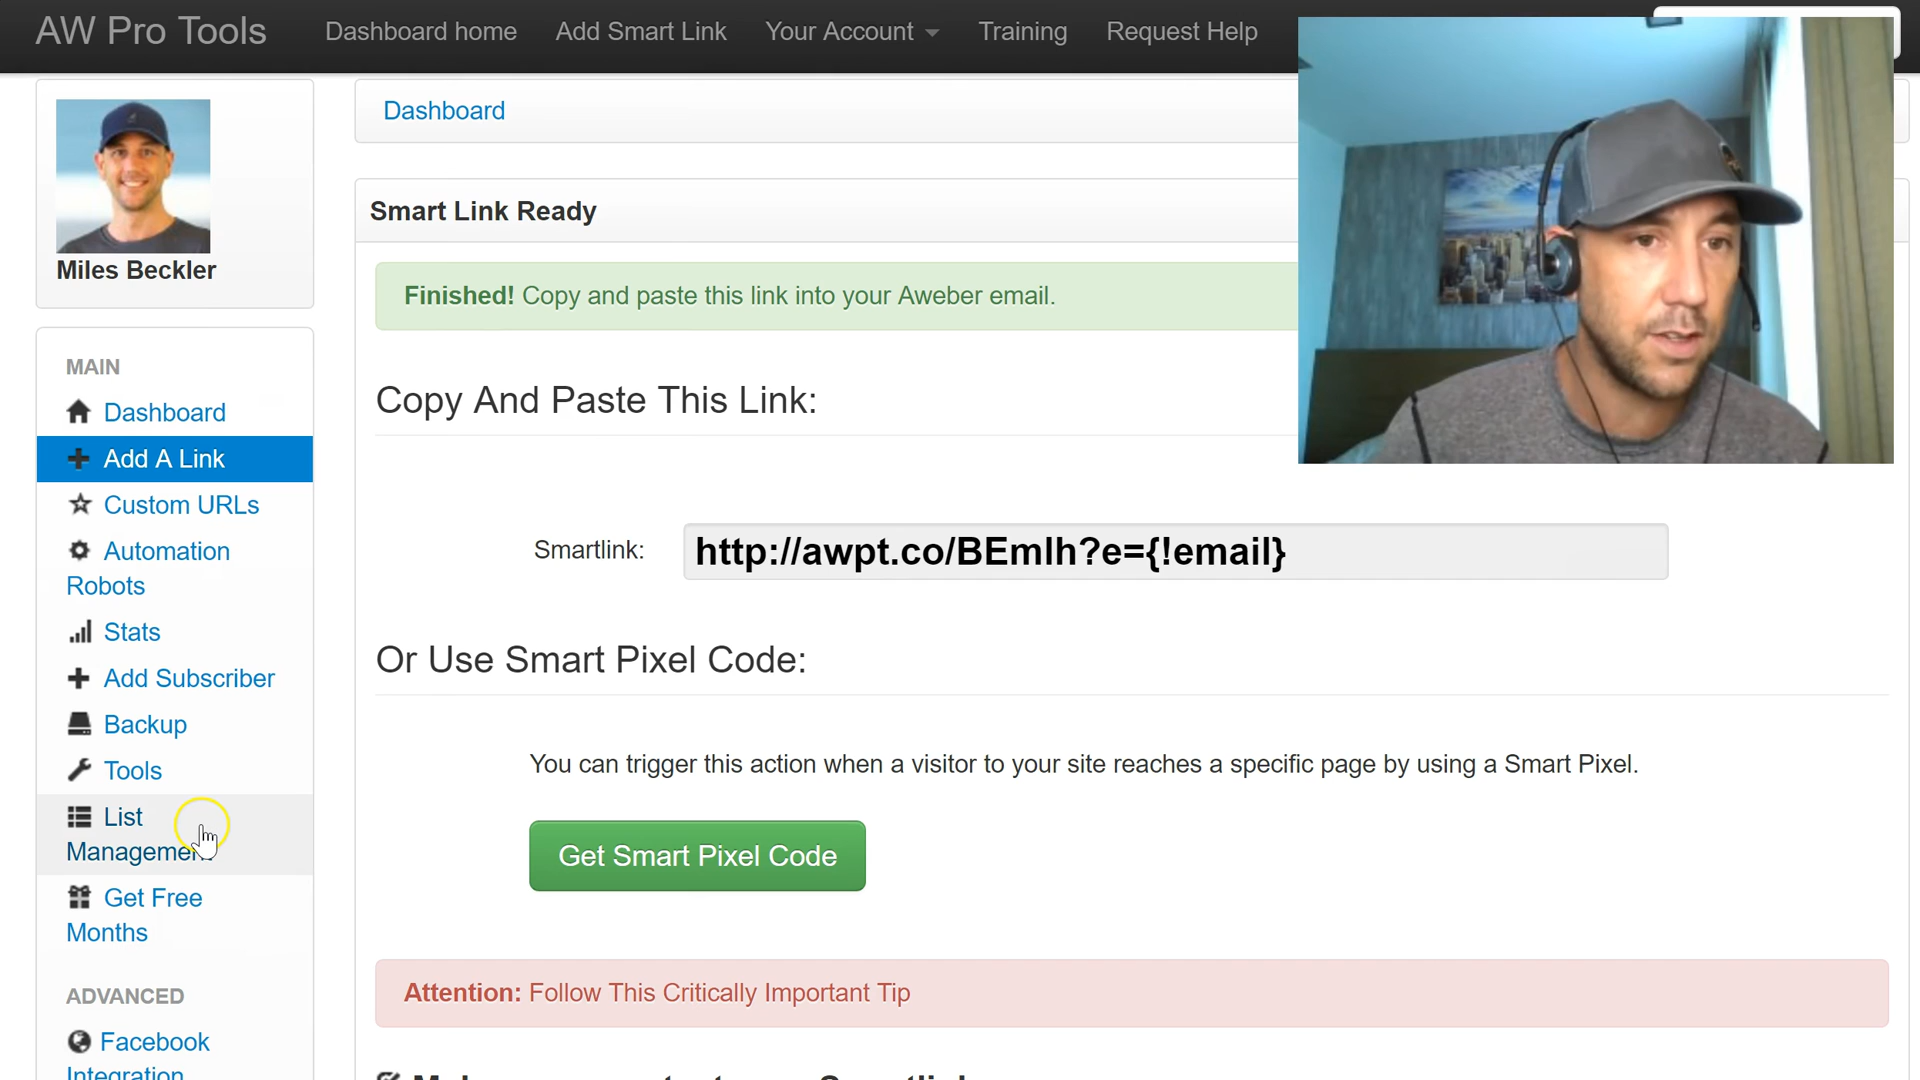 AW Pro Tools
Dashboard home
Add Smart Link
Your Account
Training
Request Help
Miles Beckler
MAIN
Dashboard
Add A Link
Custom URLs
Automation
Robots
Stats
Add Subscriber
Backup
Tools
List
Management
Get Free
Months
ADVANCED
Facebook
Integration
Dashboard
Smart Link Ready
Finished! Copy and paste this link into your Aweber email.
Copy And Paste This Link:
Smartlink:
http://awpt.co/BEmlh?e={!email}
Or Use Smart Pixel Code:
You can trigger this action when a visitor to your site reaches a specific page by using a Smart Pixel.
Get Smart Pixel Code
Attention: Follow This Critically Important Tip